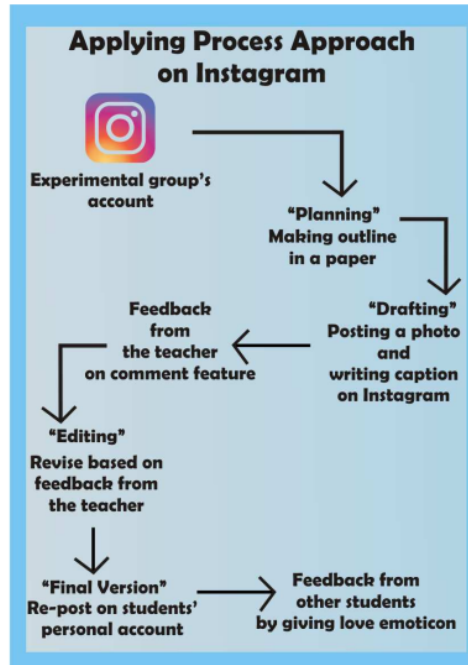 Applying Process Approach
on Instagram
Experimental group's
account
"Planning"
Making outline
in a paper
"Drafting"
Posting a photo
and
writing caption
on Instagram
Feedback
from
the teacher
on comment feature
"Editing"
Revise based on
feedback from
the teacher
"Final Version"
Re-post on students'
personal account
Feedback from
other students
by giving love emoticon